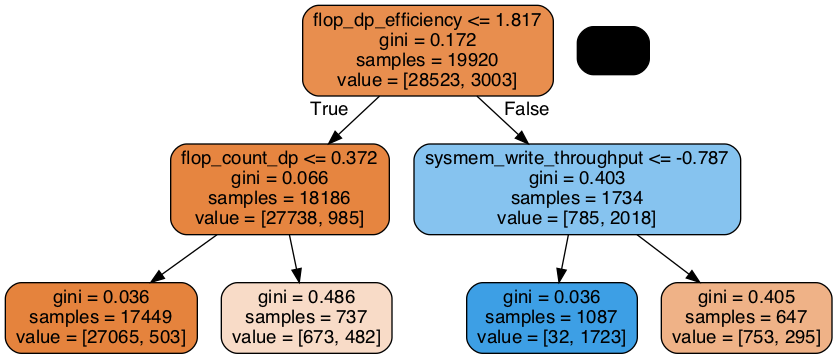 flop_dp_efficiency <= 1.817
gini = 0.172
samples = 19920
value = [28523, 3003]
True
False
flop_count_dp <= 0.372
gini = 0.066
samples = 18186
value = [27738, 985]
sysmem_write_throughput <= -0.787
gini = 0.403
samples = 1734
value = [785, 2018]
gini = 0.036
samples = 17449
value = [27065, 503]
gini = 0.486
samples = 737
value = [673, 482]
gini = 0.036
samples = 1087
value = [32, 1723]
gini = 0.405
samples = 647
value = [753, 295]